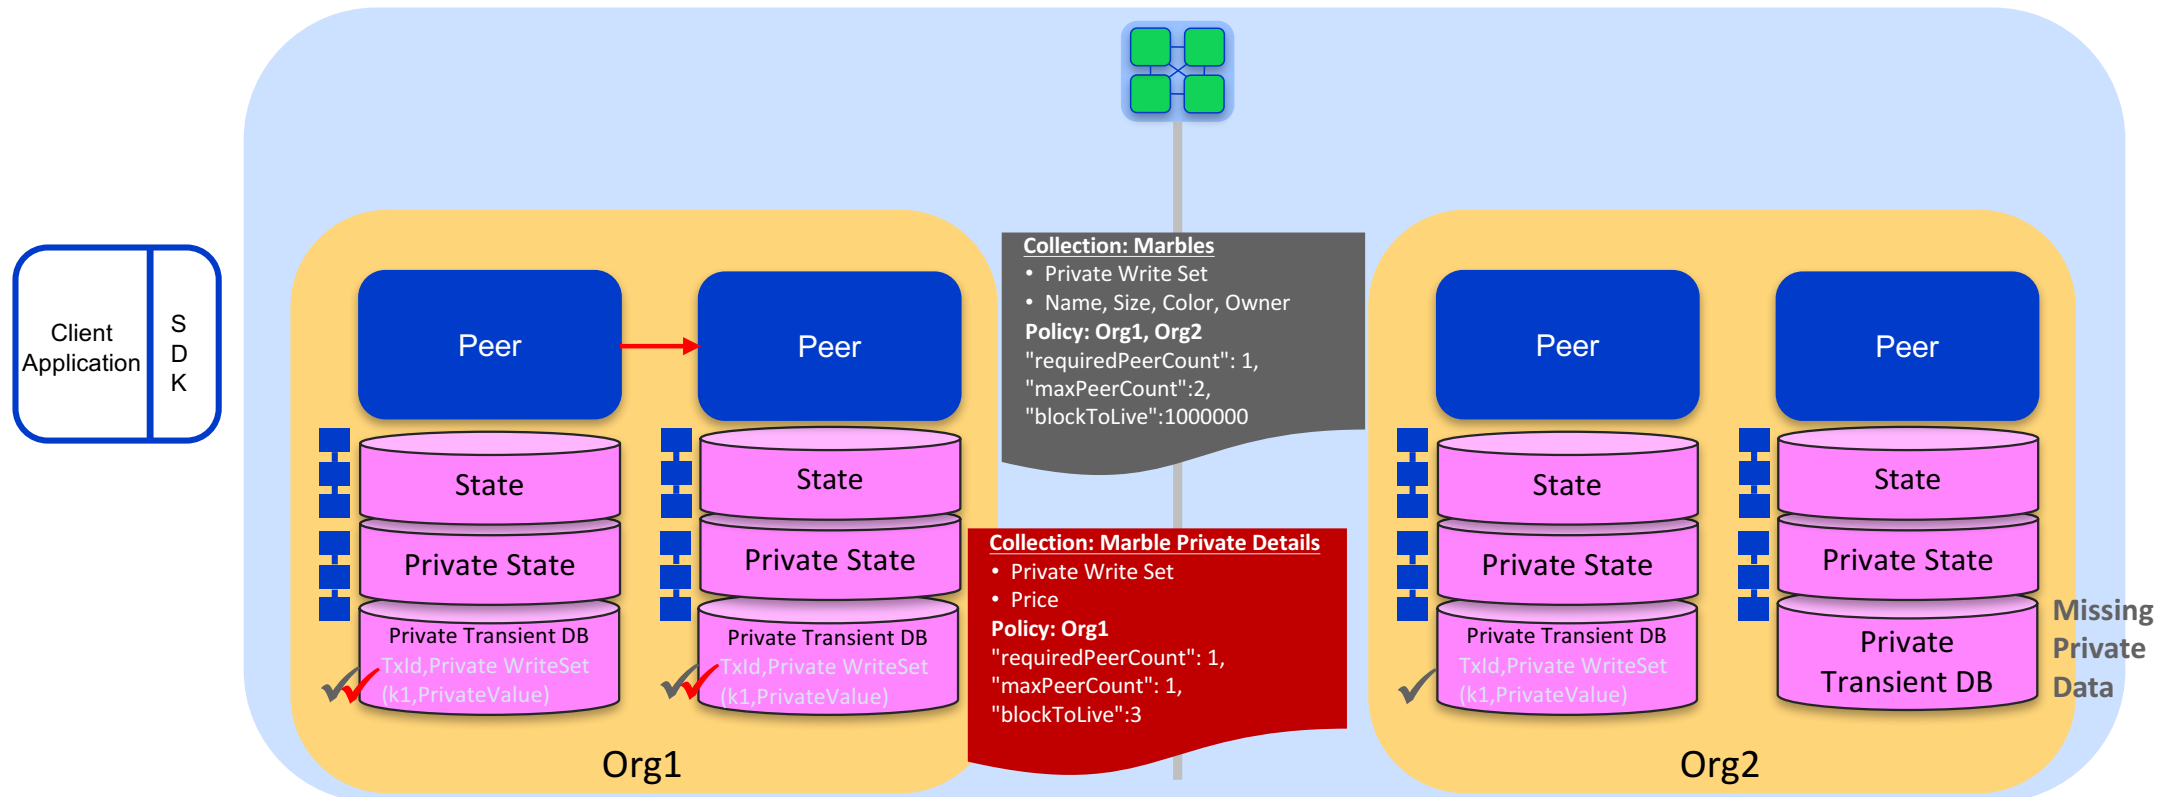 Client
Application
S
D
K
Peer
State
Private State
Private Transient DB
TxId,Private WriteSet
(k1,PrivateValue)
Peer
State
Private State
Private Transient DB
TxId,Private WriteSet
(k1,PrivateValue)
Org1
Collection: Marbles
• Private Write Set
• Name, Size, Color, Owner
Policy: Org1, Org2
"requiredPeerCount": 1,
"maxPeerCount":2,
"blockToLive":1000000
Collection: Marble Private Details
• Private Write Set
• Price
Policy: Org1
"requiredPeerCount": 1,
"maxPeerCount": 1,
"blockToLive":3
Peer
State
Private State
Private Transient DB
TxId,Private WriteSet
(k1,PrivateValue)
Peer
State
Private State
Private
Transient DB
Missing
Private
Data
Org2